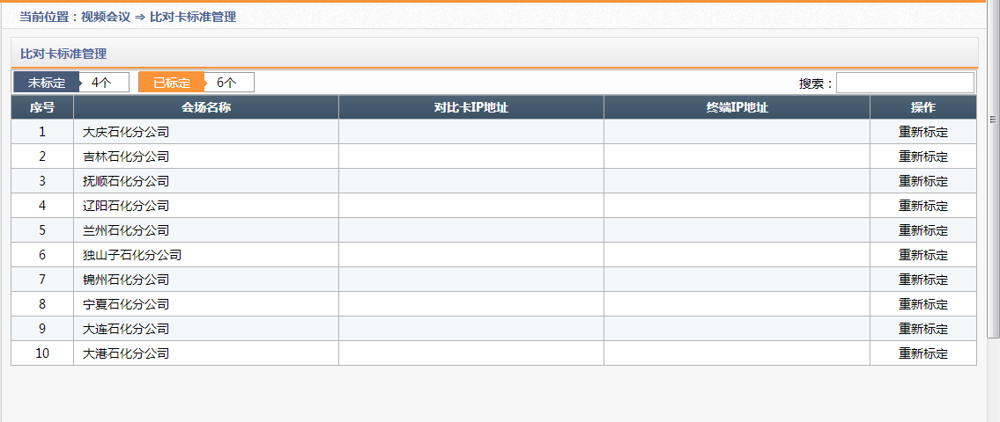 当前位置：视频会议 ⇒ 比对卡标准管理
比对卡标准管理
未标定 4个 已标定 6个 搜索：
序号 会场名称 对比卡IP地址 终端IP地址 操作
1 大庆石化分公司 重新标定
2 吉林石化分公司 重新标定
3 抚顺石化分公司 重新标定
4 辽阳石化分公司 重新标定
5 兰州石化分公司 重新标定
6 独山子石化分公司 重新标定
7 锦州石化分公司 重新标定
8 宁夏石化分公司 重新标定
9 大连石化分公司 重新标定
10 大港石化分公司 重新标定